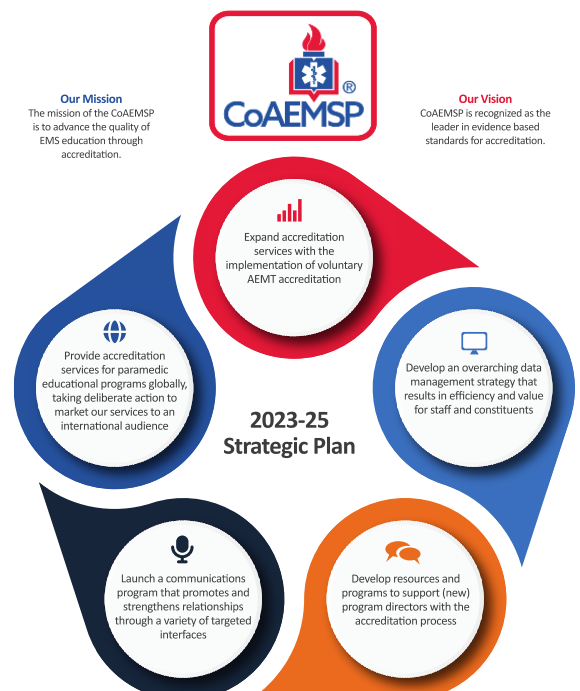 CoAEMSP
®
Our Mission
The mission of the CoAEMSP
is to advance the quality of
EMS education through
accreditation.
Our Vision
CoAEMSP is recognized as the
leader in evidence based
standards for accreditation.
Expand accreditation
services with the
implementation of voluntary
AEMT accreditation
Provide accreditation
services for paramedic
educational programs globally,
taking deliberate action to
market our services to an
international audience
Develop an overarching data
management strategy that
results in efficiency and value
for staff and constituents
2023-25
Strategic Plan
Launch a communications
program that promotes and
strengthens relationships
through a variety of targeted
interfaces
Develop resources and
programs to support (new)
program directors with the
accreditation process